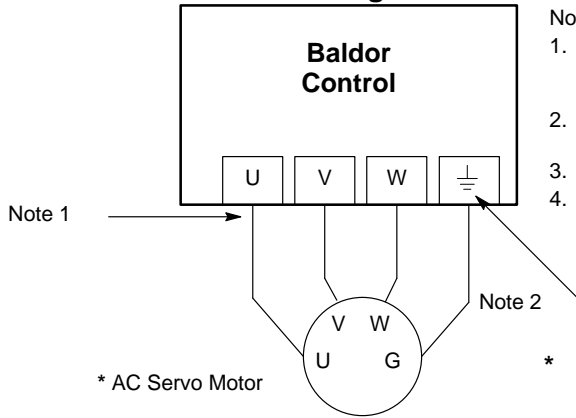 No
1.
Baldor
Control
2.
3.
4.
U V W
Note 1
Note 2
V W
U G
*
* AC Servo Motor